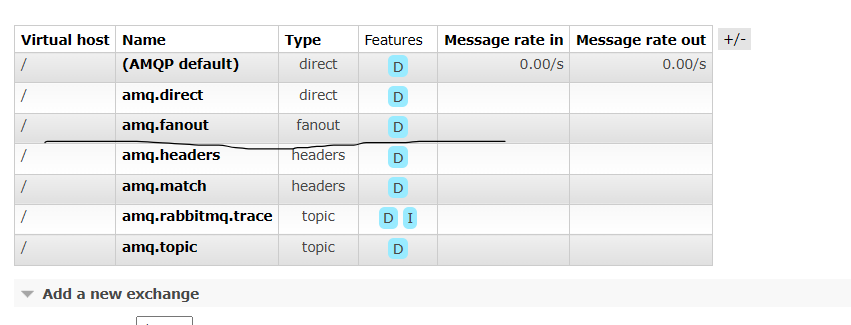 Virtual host Name Type Features Message rate in Message rate out +/-
/ (AMQP default) direct D 0.00/s 0.00/s
/ amq.direct direct D
/ amq.fanout fanout D
/ amq.headers headers D
/ amq.match headers D
/ amq.rabbitmq.trace topic D I
/ amq.topic topic D
Add a new exchange